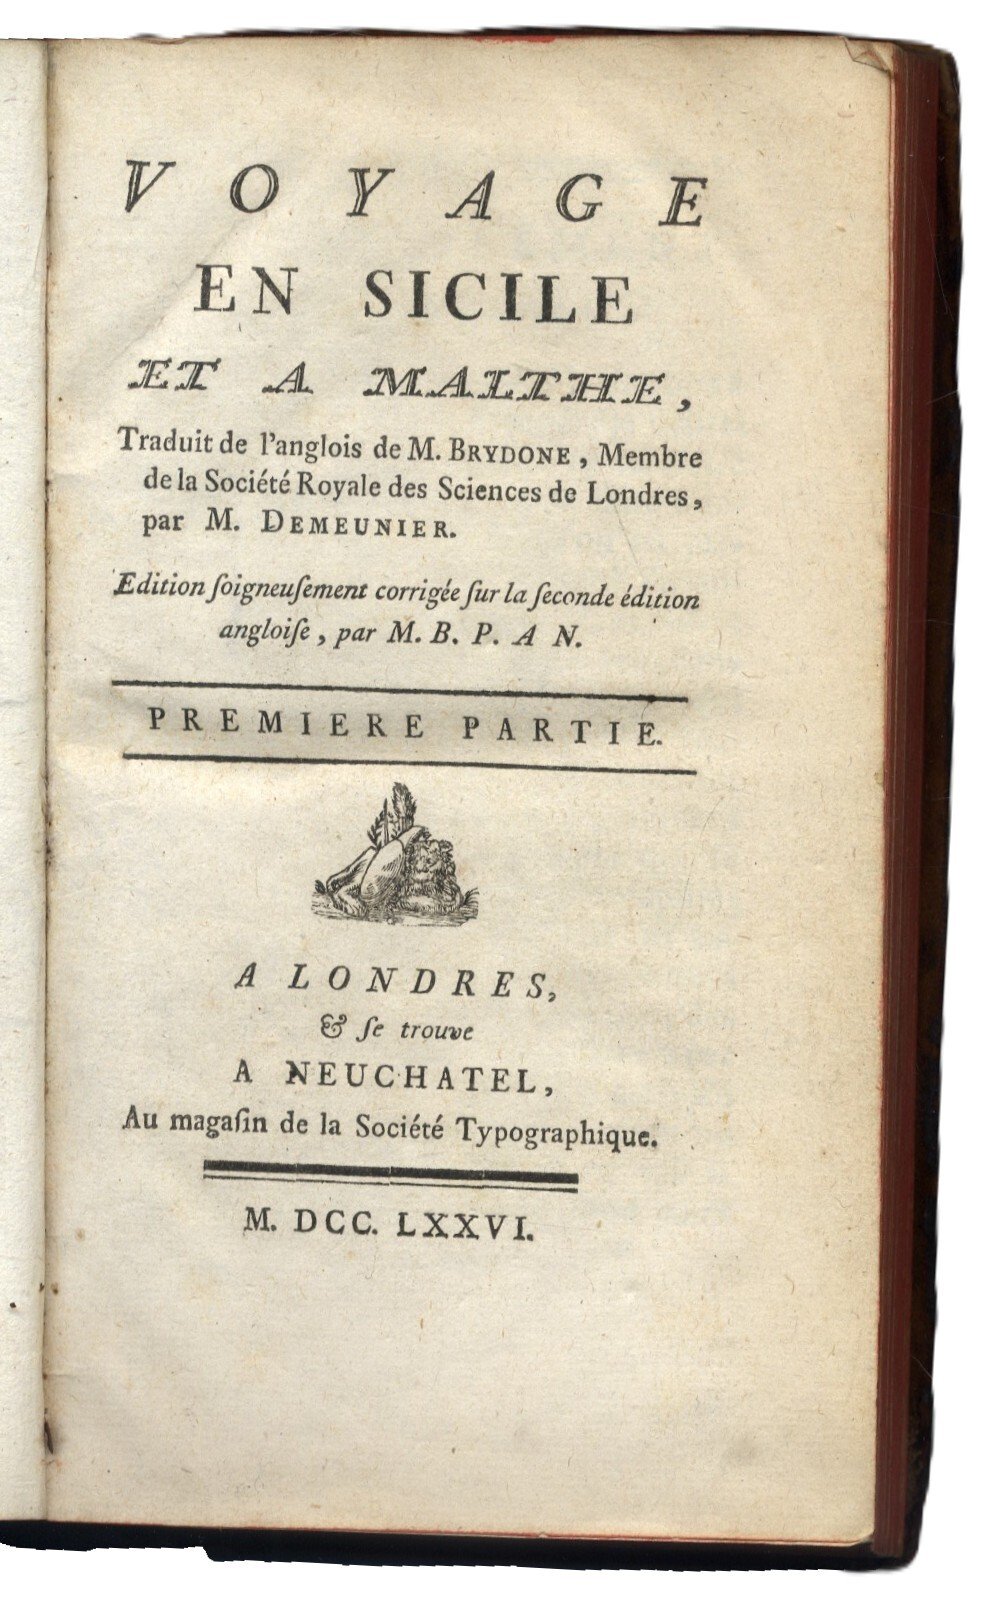 VOYAGE
EN SICILE
ET A MALTHE,
Traduit de l'anglois de M. BRYDONE, Membre
de la Société Royale des Sciences de Londres,
par M. DEMEUNIER.
Edition ſoigneuſement corrigée ſur la ſeconde édition
angloiſe, par M. B. P. A N.
PREMIERE PARTIE.
A LONDRES,
& ſe trouve
A NEUCHATEL,
Au magaſin de la Société Typographique.
M. DCC. LXXVI.